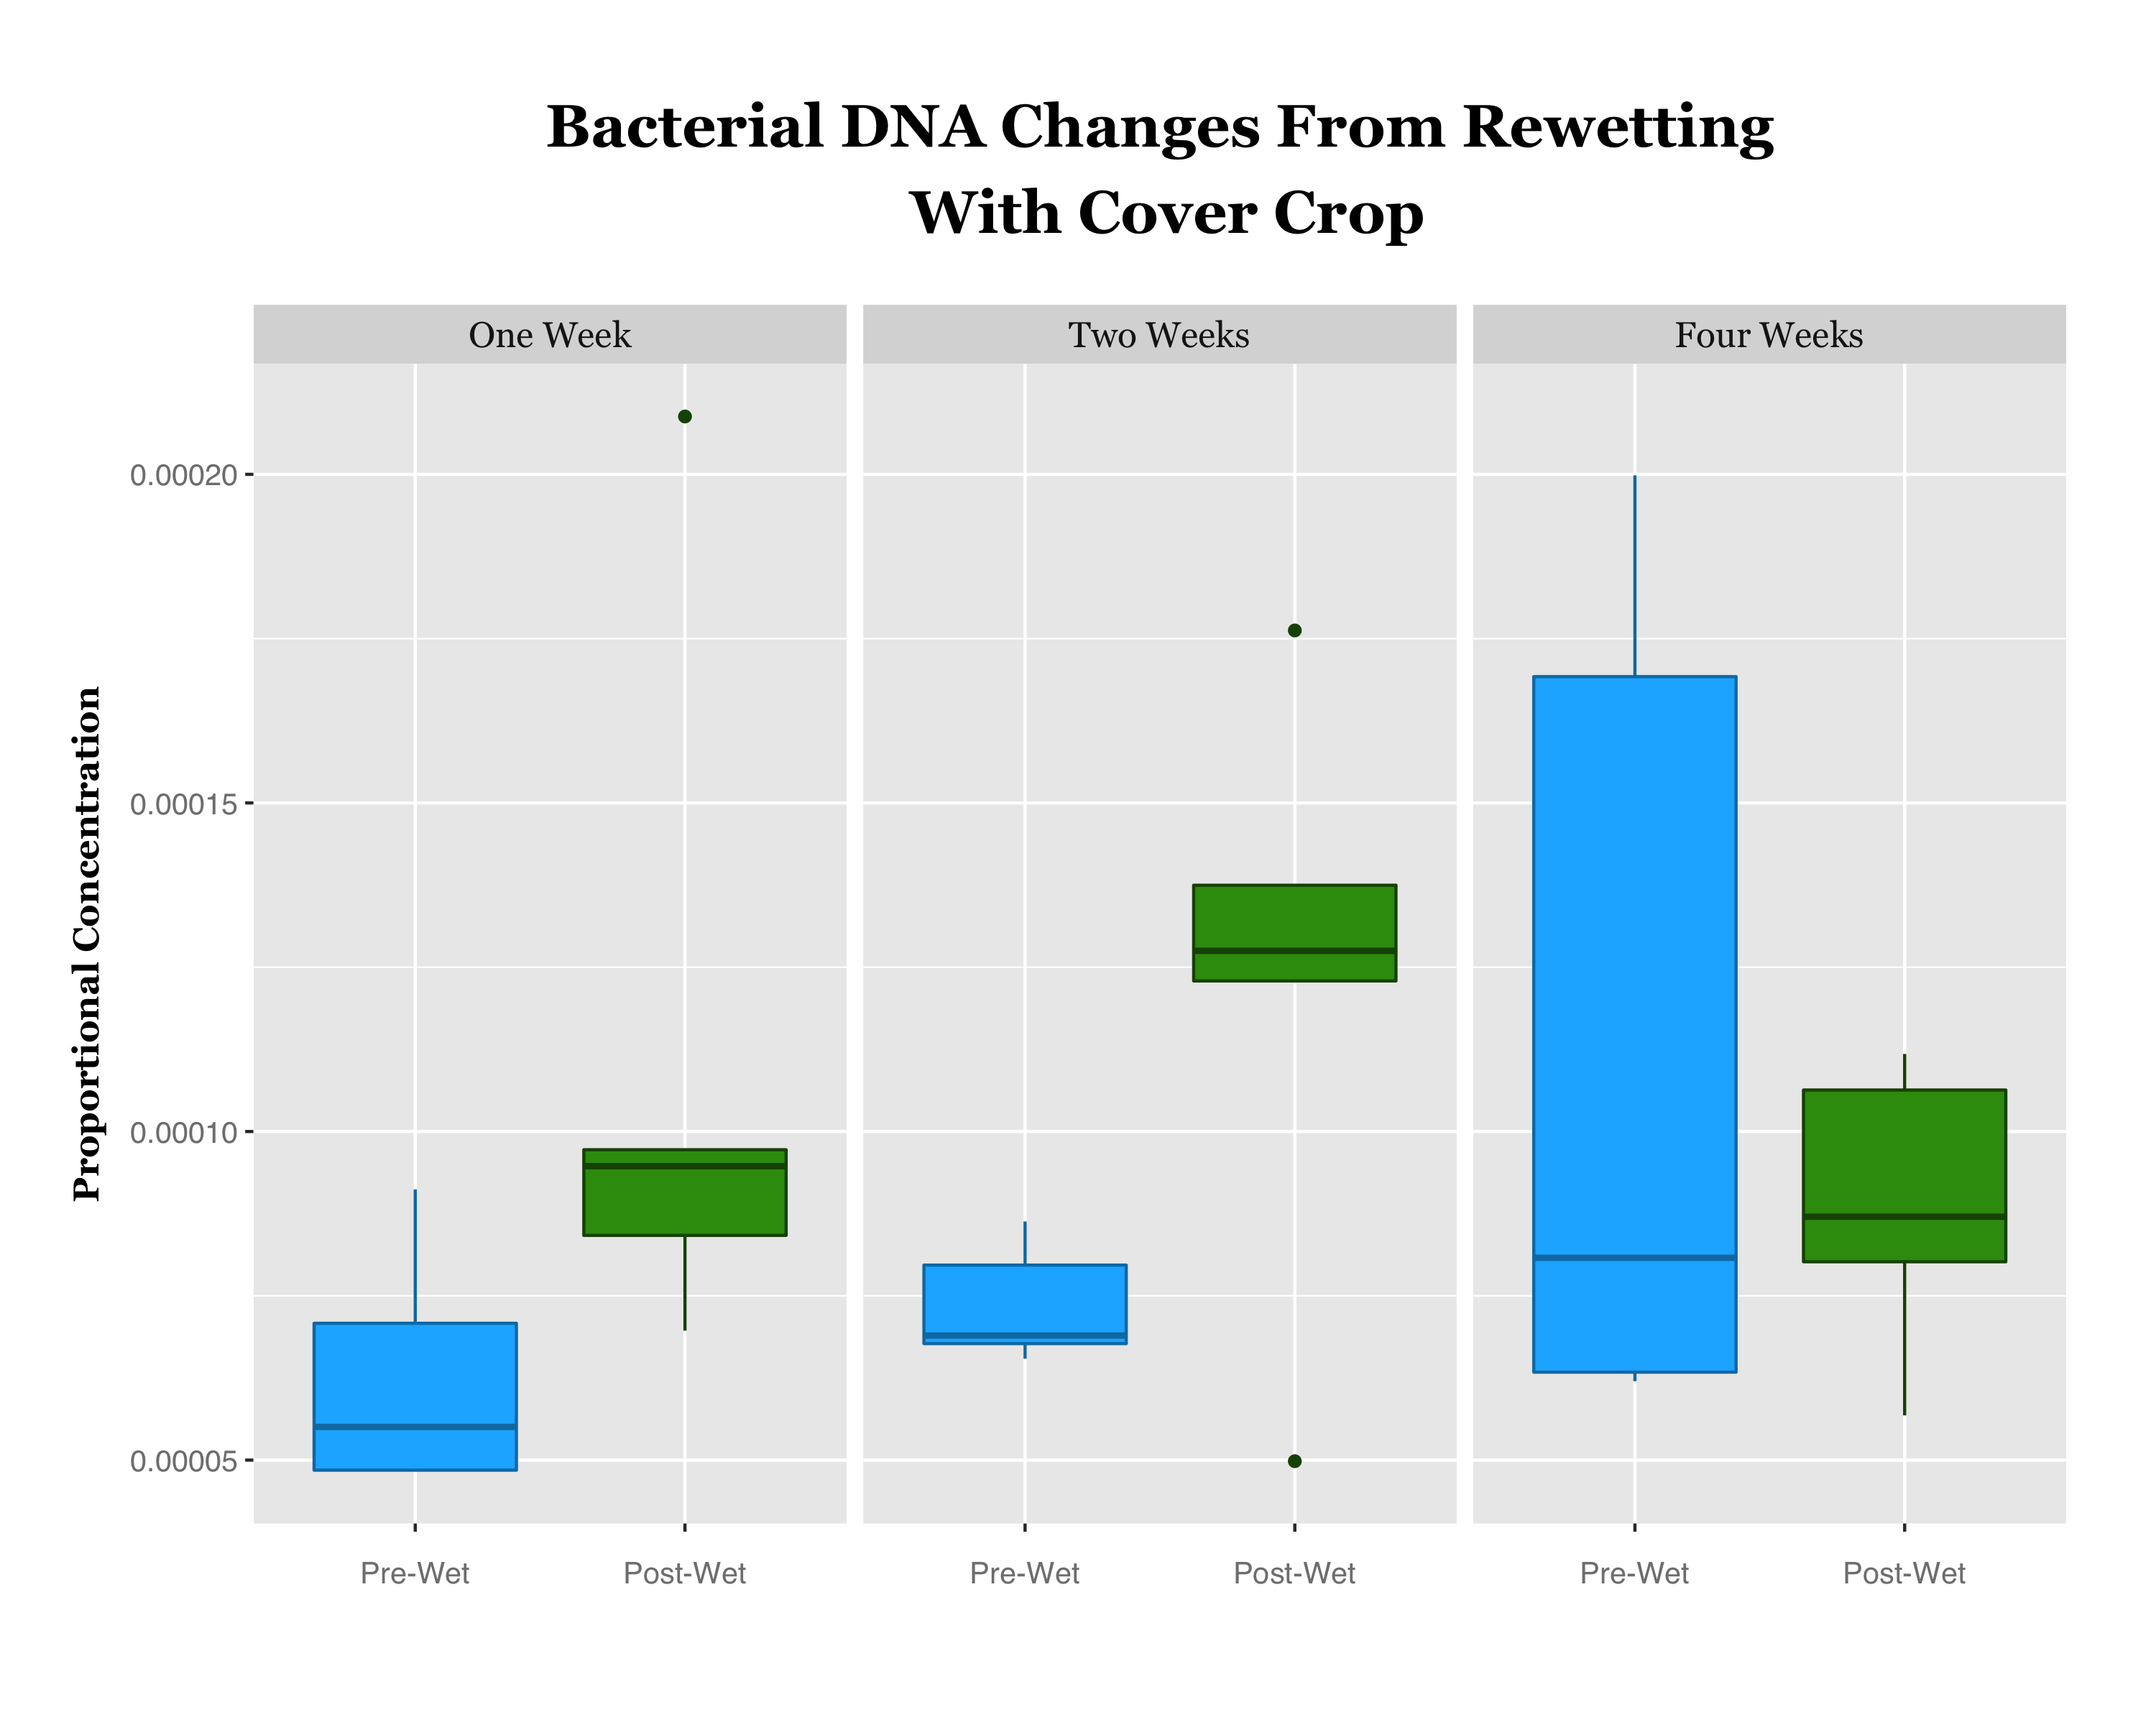 Bacterial DNA Changes From Rewetting
With Cover Crop
One Week
Two Weeks
Four Weeks
Proportional Concentration
0.00020
0.00015
0.00010
0.00005
Pre-Wet
Post-Wet
Pre-Wet
Post-Wet
Pre-Wet
Post-Wet